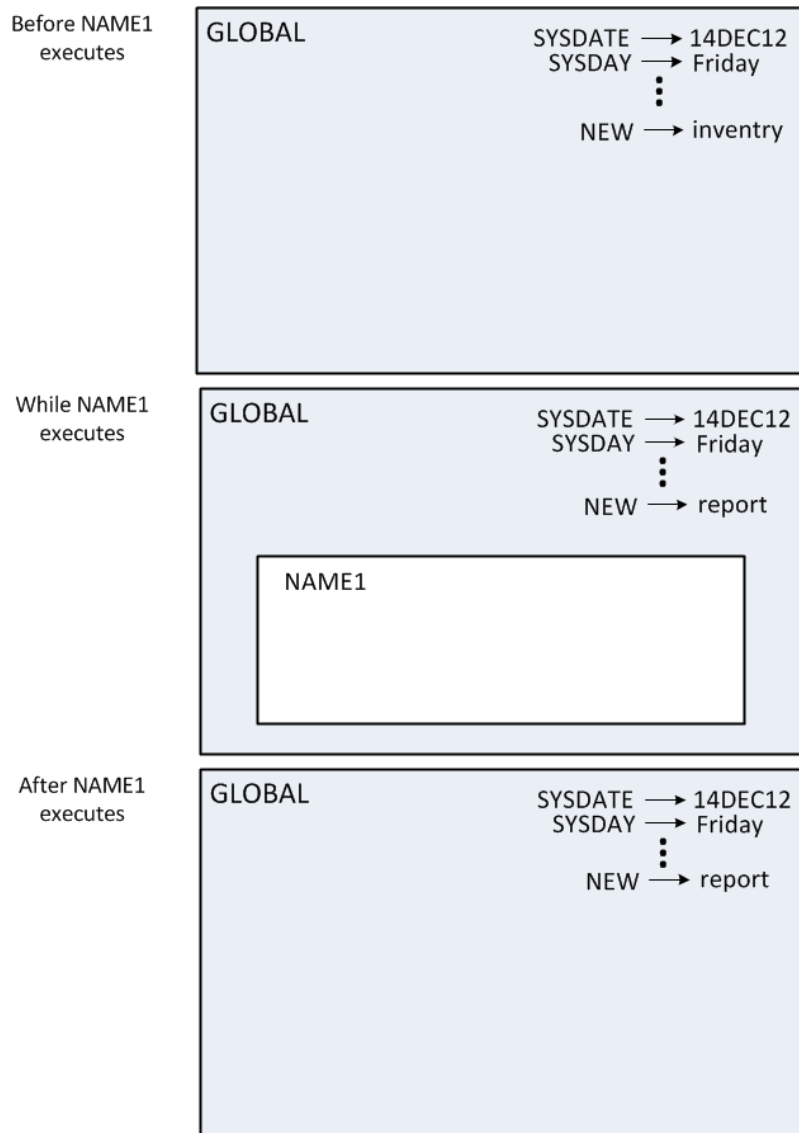 Before NAME1
executes
GLOBAL
SYSDATE → 14DEC12
SYSDAY → Friday
⋮
NEW → inventry
While NAME1
executes
GLOBAL
SYSDATE → 14DEC12
SYSDAY → Friday
⋮
NEW → report
NAME1
After NAME1
executes
GLOBAL
SYSDATE → 14DEC12
SYSDAY → Friday
⋮
NEW → report